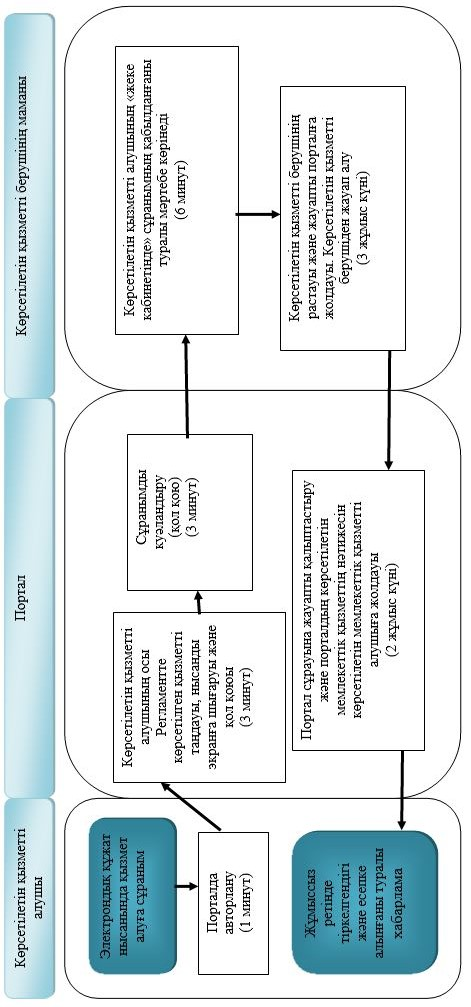 Көрсетілетін қызметті
алушы
Портал
Көрсетілетін қызметті берушінің маманы
Электрондық құжат
нысанында қызмет
алуға сұраным
Порталда
авторлану
(1 минут)
Көрсетілетін қызметті
алушының осы
Регламентте
көрсетілген қызметті
таңдауы, нысанды
экранға шығаруы және
қол қоюы
(3 минут)
Сұранымды
куәландыру
(қол қою)
(3 минут)
Көрсетілетін қызметті алушының «жеке
кабинетінде» сұранымның қабылданғаны
туралы мәртебе көрінеді
(6 минут)
Көрсетілетін қызметті берушінің
растауы және жауапты порталға
жолдауы. Көрсетілетін қызметті
берушіден жауап алу
(3 жұмыс күні)
Портал сұрауына жауапты қалыптастыру
және порталдың көрсетілетін
мемлекеттік қызметтің нәтижесін
көрсетілетін мемлекеттік қызметті
алушыға жолдауы
(2 жұмыс күні)
Жұмыссыз
ретінде
тіркелгендігі
және есепке
алынғаны туралы
хабарлама